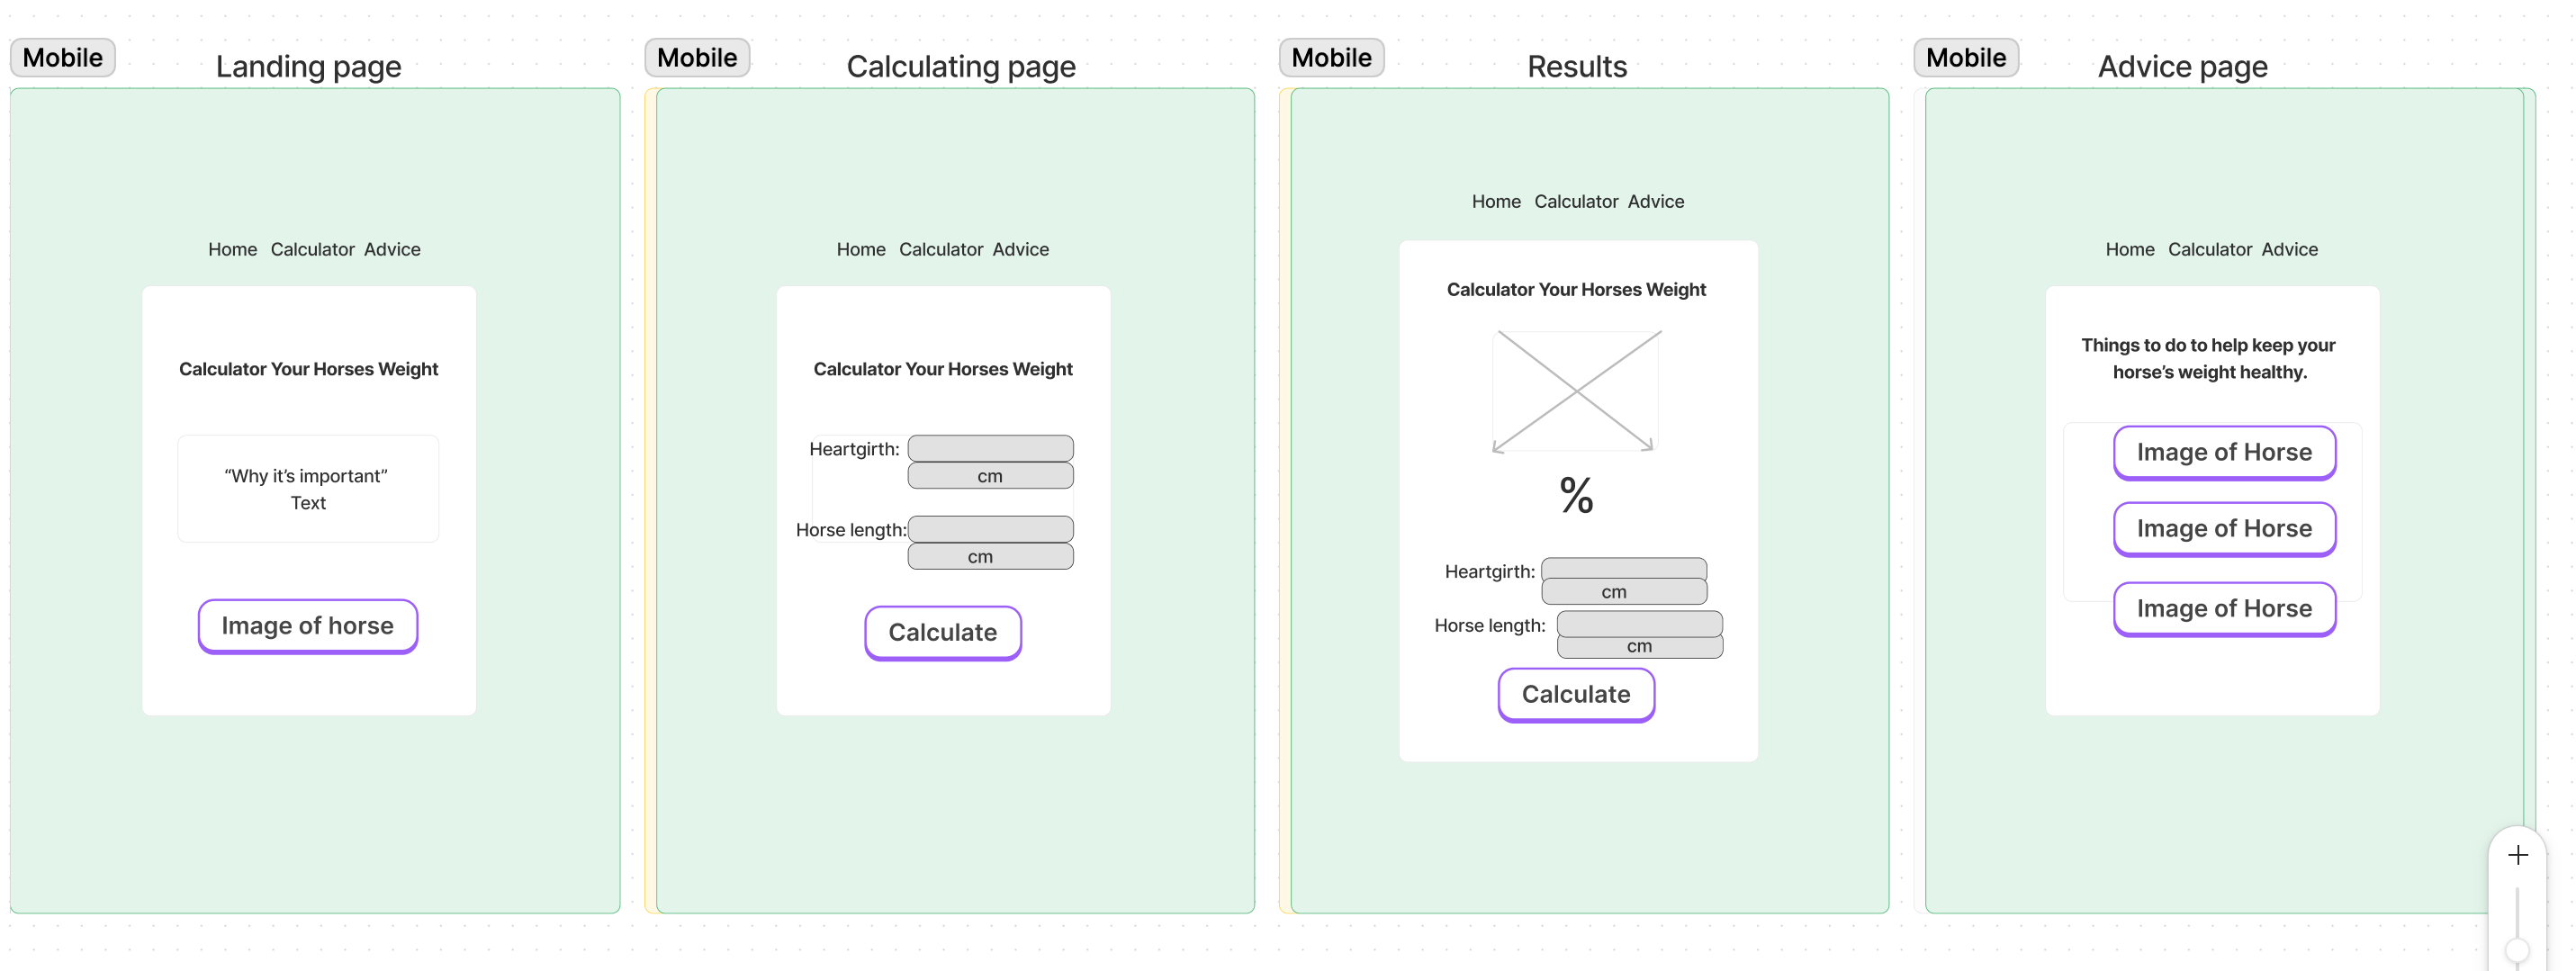 Mobile
Landing page
Home Calculator Advice
Calculator Your Horses Weight
“Why it’s important”
Text
Image of horse
Mobile
Calculating page
Home Calculator Advice
Calculator Your Horses Weight
Heartgirth:
cm
Horse length:
cm
Calculate
Mobile
Results
Home Calculator Advice
Calculator Your Horses Weight
%
Heartgirth:
cm
Horse length:
cm
Calculate
Mobile
Advice page
Home Calculator Advice
Things to do to help keep your
horse’s weight healthy.
Image of Horse
Image of Horse
Image of Horse